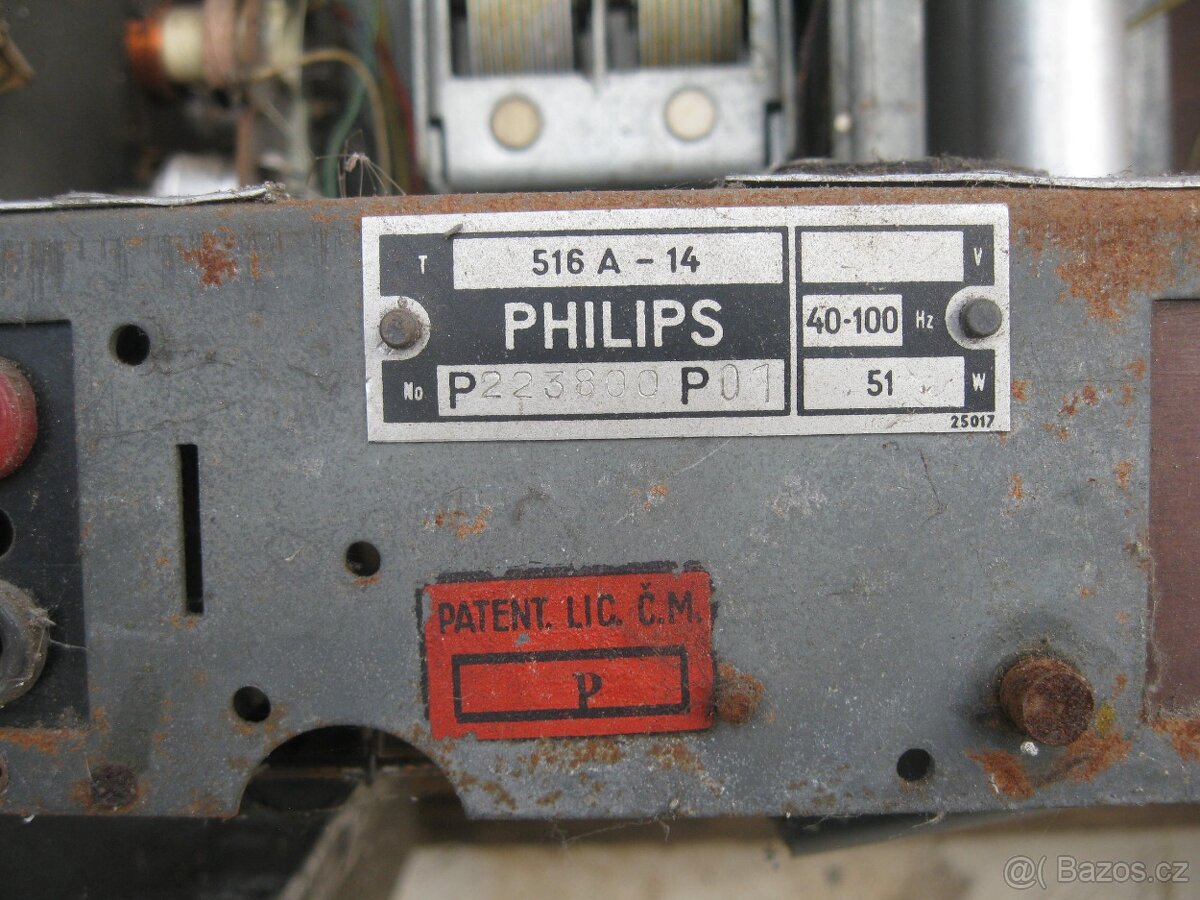 T 516 A - 14 V
PHILIPS 40-100 Hz
No P223800 P01 51 W
25017
PATENT. LIC. Č.M.
P
@( Bazos.cz